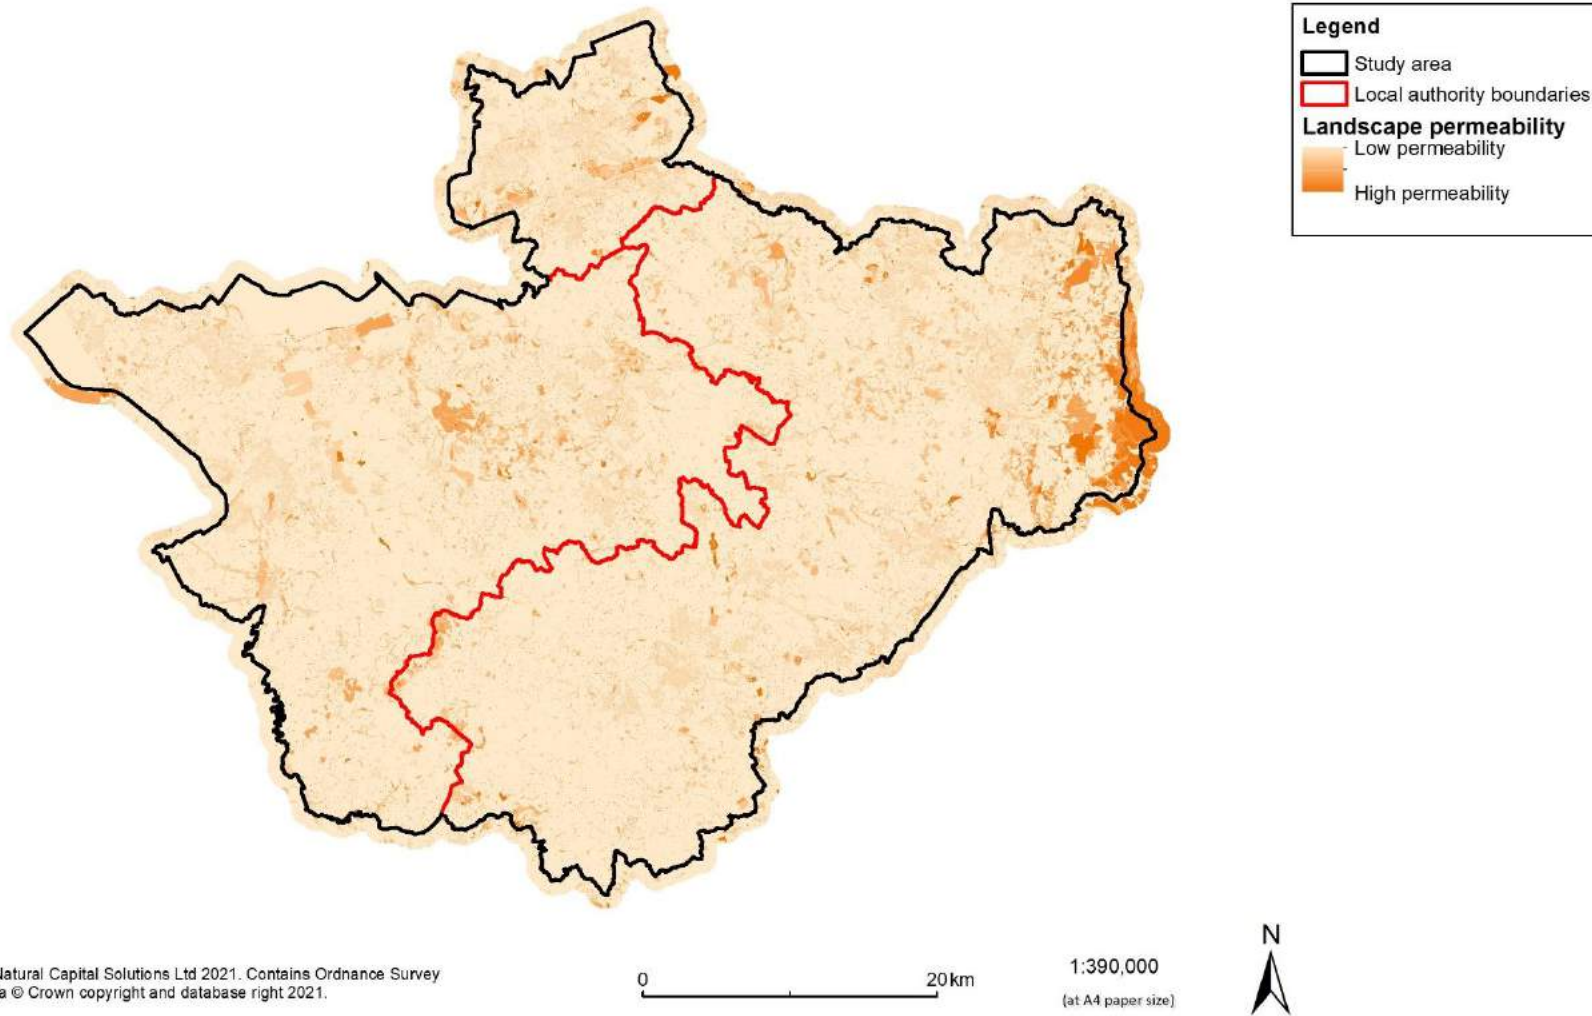 Legend
Study area
Local authority boundaries
Landscape permeability
Low permeability
High permeability
Natural Capital Solutions Ltd 2021. Contains Ordnance Survey
a © Crown copyright and database right 2021.
0
20 km
1:390,000
(at A4 paper size)
N